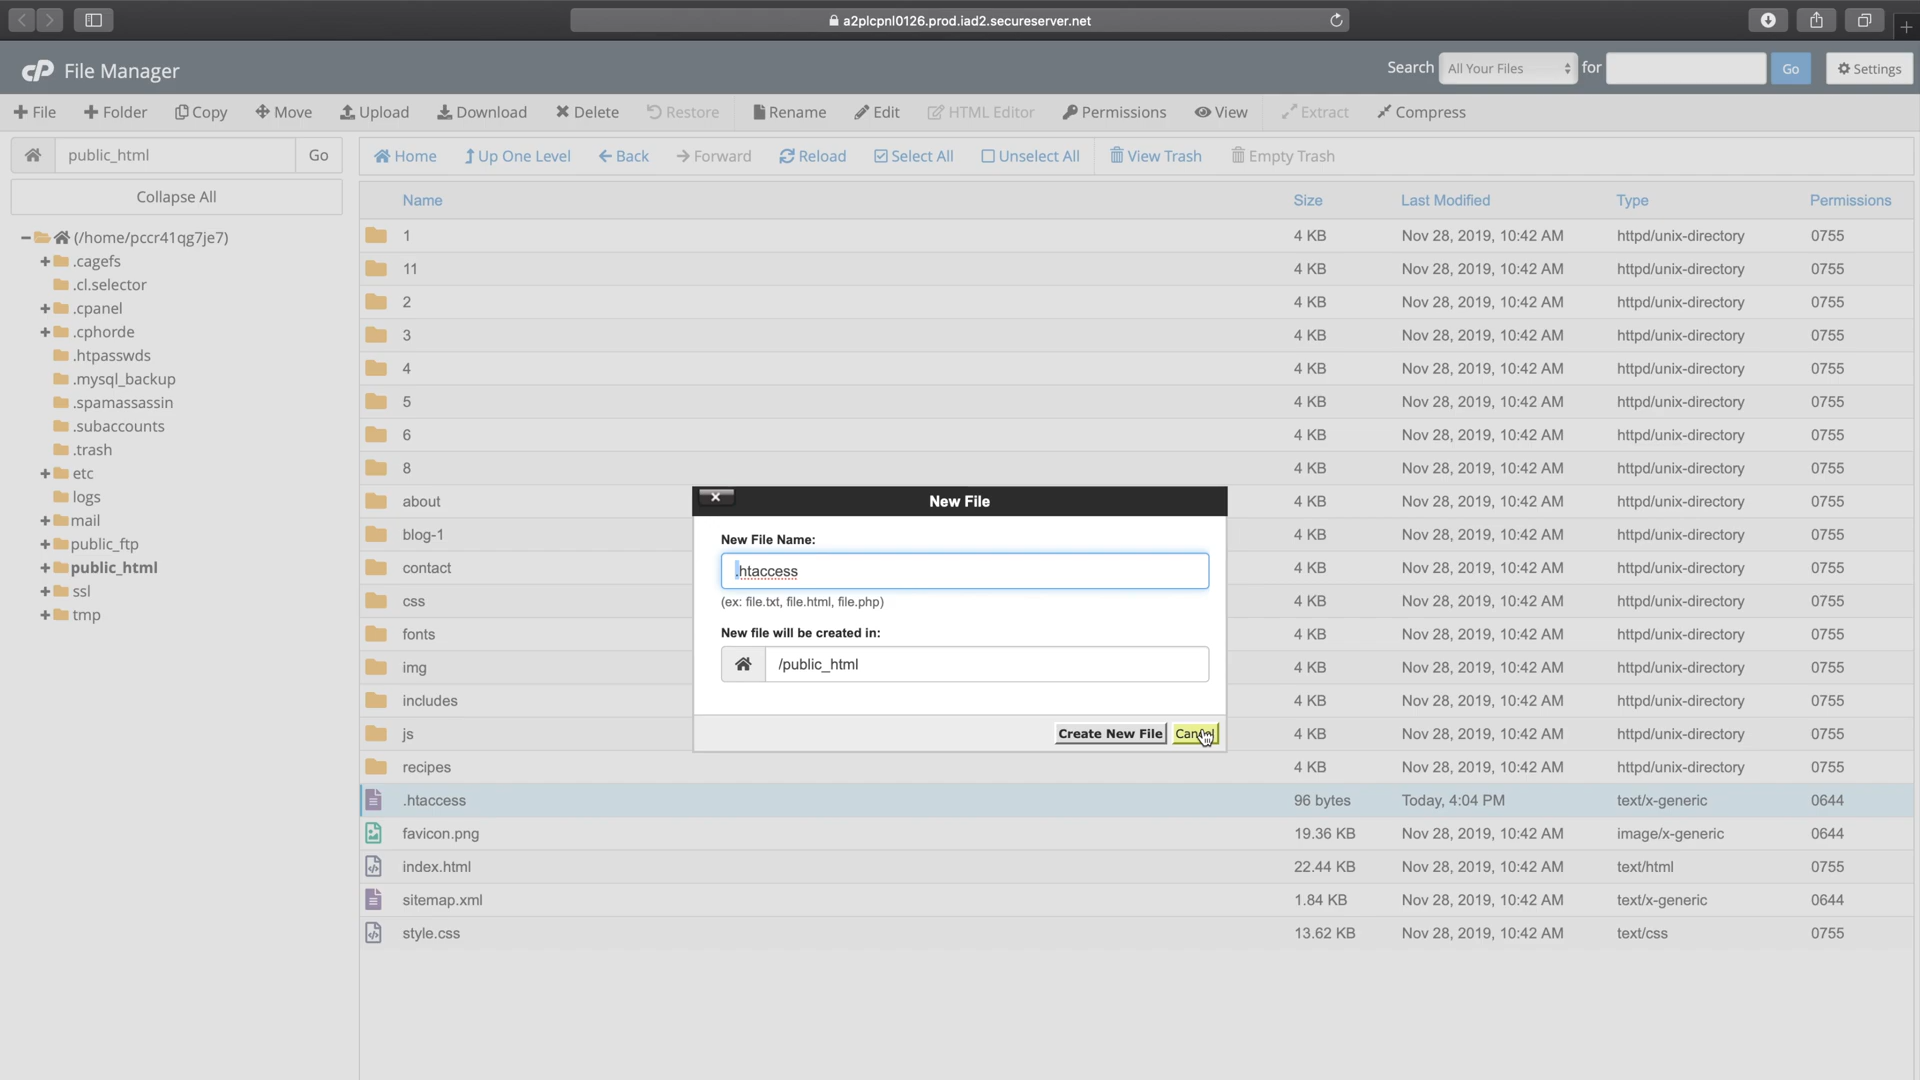 a2plcpnl0126.prod.iad2.secureserver.net
cP File Manager
Search All Your Files for Go Settings
File Folder Copy Move Upload Download Delete Restore Rename Edit HTML Editor Permissions View Extract Compress
public_html Go Home Up One Level Back Forward Reload Select All Unselect All View Trash Empty Trash
Collapse All
(/home/pccr41qg7je7)
.cagefs
.cl.selector
.cpanel
.cphorde
.htpasswds
.mysql_backup
.spamassassin
.subaccounts
.trash
etc
logs
mail
public_ftp
public_html
ssl
tmp
Name Size Last Modified Type Permissions
1 4 KB Nov 28, 2019, 10:42 AM httpd/unix-directory 0755
11 4 KB Nov 28, 2019, 10:42 AM httpd/unix-directory 0755
2 4 KB Nov 28, 2019, 10:42 AM httpd/unix-directory 0755
3 4 KB Nov 28, 2019, 10:42 AM httpd/unix-directory 0755
4 4 KB Nov 28, 2019, 10:42 AM httpd/unix-directory 0755
5 4 KB Nov 28, 2019, 10:42 AM httpd/unix-directory 0755
6 4 KB Nov 28, 2019, 10:42 AM httpd/unix-directory 0755
8 4 KB Nov 28, 2019, 10:42 AM httpd/unix-directory 0755
about 4 KB Nov 28, 2019, 10:42 AM httpd/unix-directory 0755
blog-1 4 KB Nov 28, 2019, 10:42 AM httpd/unix-directory 0755
contact 4 KB Nov 28, 2019, 10:42 AM httpd/unix-directory 0755
css 4 KB Nov 28, 2019, 10:42 AM httpd/unix-directory 0755
fonts 4 KB Nov 28, 2019, 10:42 AM httpd/unix-directory 0755
img 4 KB Nov 28, 2019, 10:42 AM httpd/unix-directory 0755
includes 4 KB Nov 28, 2019, 10:42 AM httpd/unix-directory 0755
js 4 KB Nov 28, 2019, 10:42 AM httpd/unix-directory 0755
recipes 4 KB Nov 28, 2019, 10:42 AM httpd/unix-directory 0755
.htaccess 96 bytes Today, 4:04 PM text/x-generic 0644
favicon.png 19.36 KB Nov 28, 2019, 10:42 AM image/x-generic 0644
index.html 22.44 KB Nov 28, 2019, 10:42 AM text/html 0755
sitemap.xml 1.84 KB Nov 28, 2019, 10:42 AM text/x-generic 0644
style.css 13.62 KB Nov 28, 2019, 10:42 AM text/css 0755
New File
New File Name:
.htaccess
(ex: file.txt, file.html, file.php)
New file will be created in:
/public_html
Create New File Cancel